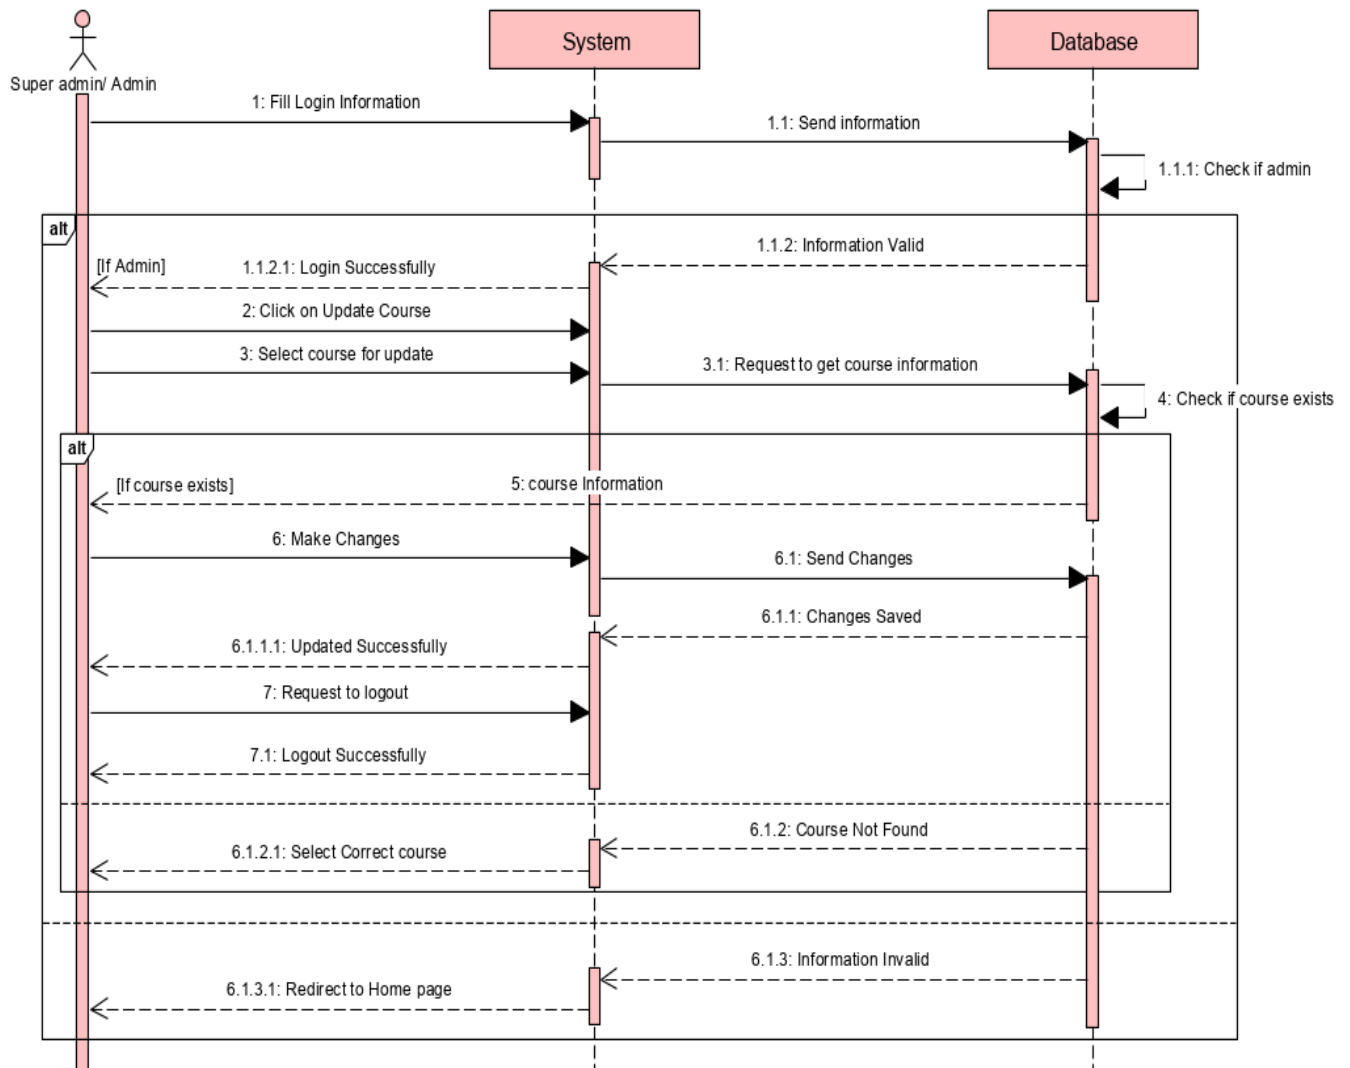 System
Database
Super admin/ Admin
1: Fill Login Information
1.1: Send information
1.1.1: Check if admin
alt
1.1.2: Information Valid
[If Admin]
1.1.2.1: Login Successfully
2: Click on Update Course
3: Select course for update
3.1: Request to get course information
4: Check if course exists
alt
[If course exists]
5: course Information
6: Make Changes
6.1: Send Changes
6.1.1: Changes Saved
6.1.1.1: Updated Successfully
7: Request to logout
7.1: Logout Successfully
6.1.2: Course Not Found
6.1.2.1: Select Correct course
6.1.3: Information Invalid
6.1.3.1: Redirect to Home page